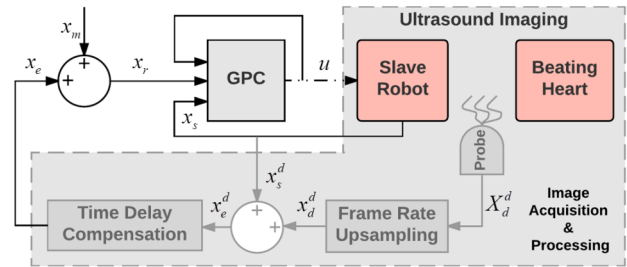 Ultrasound Imaging
x_m
x_e
x_r
GPC
u
Slave
Robot
Beating
Heart
x_s
Probe
x_s^d
x_e^d
x_d^d
X_d^d
Time Delay
Compensation
Frame Rate
Upsampling
Image
Acquisition
&
Processing
+
+
+
+